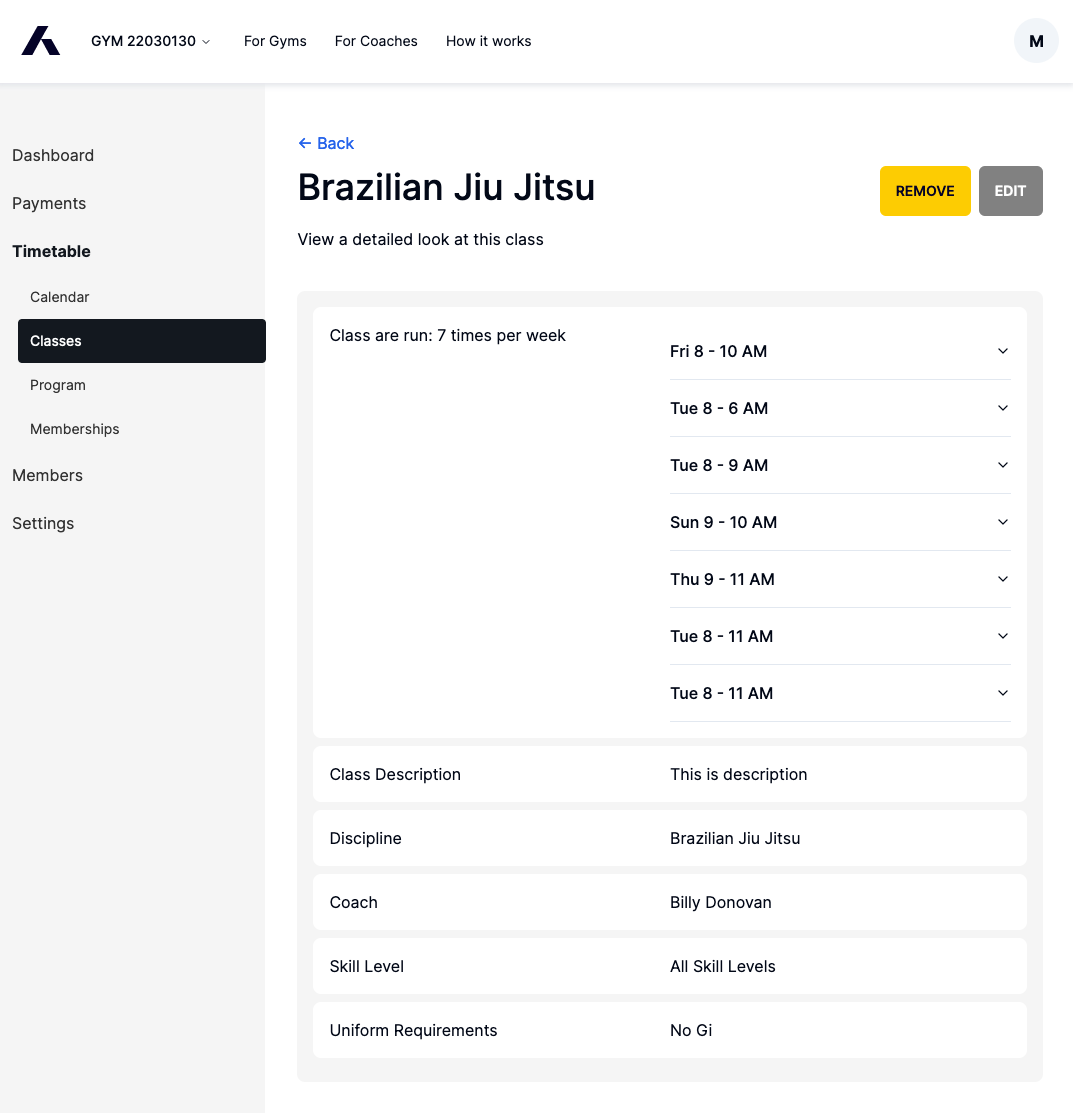 GYM 22030130 For Gyms For Coaches How it works M
Dashboard
Payments
Timetable
Calendar
Classes
Program
Memberships
Members
Settings
← Back
Brazilian Jiu Jitsu
REMOVE EDIT
View a detailed look at this class
Class are run: 7 times per week
Fri 8 - 10 AM
Tue 8 - 6 AM
Tue 8 - 9 AM
Sun 9 - 10 AM
Thu 9 - 11 AM
Tue 8 - 11 AM
Tue 8 - 11 AM
Class Description This is description
Discipline Brazilian Jiu Jitsu
Coach Billy Donovan
Skill Level All Skill Levels
Uniform Requirements No Gi